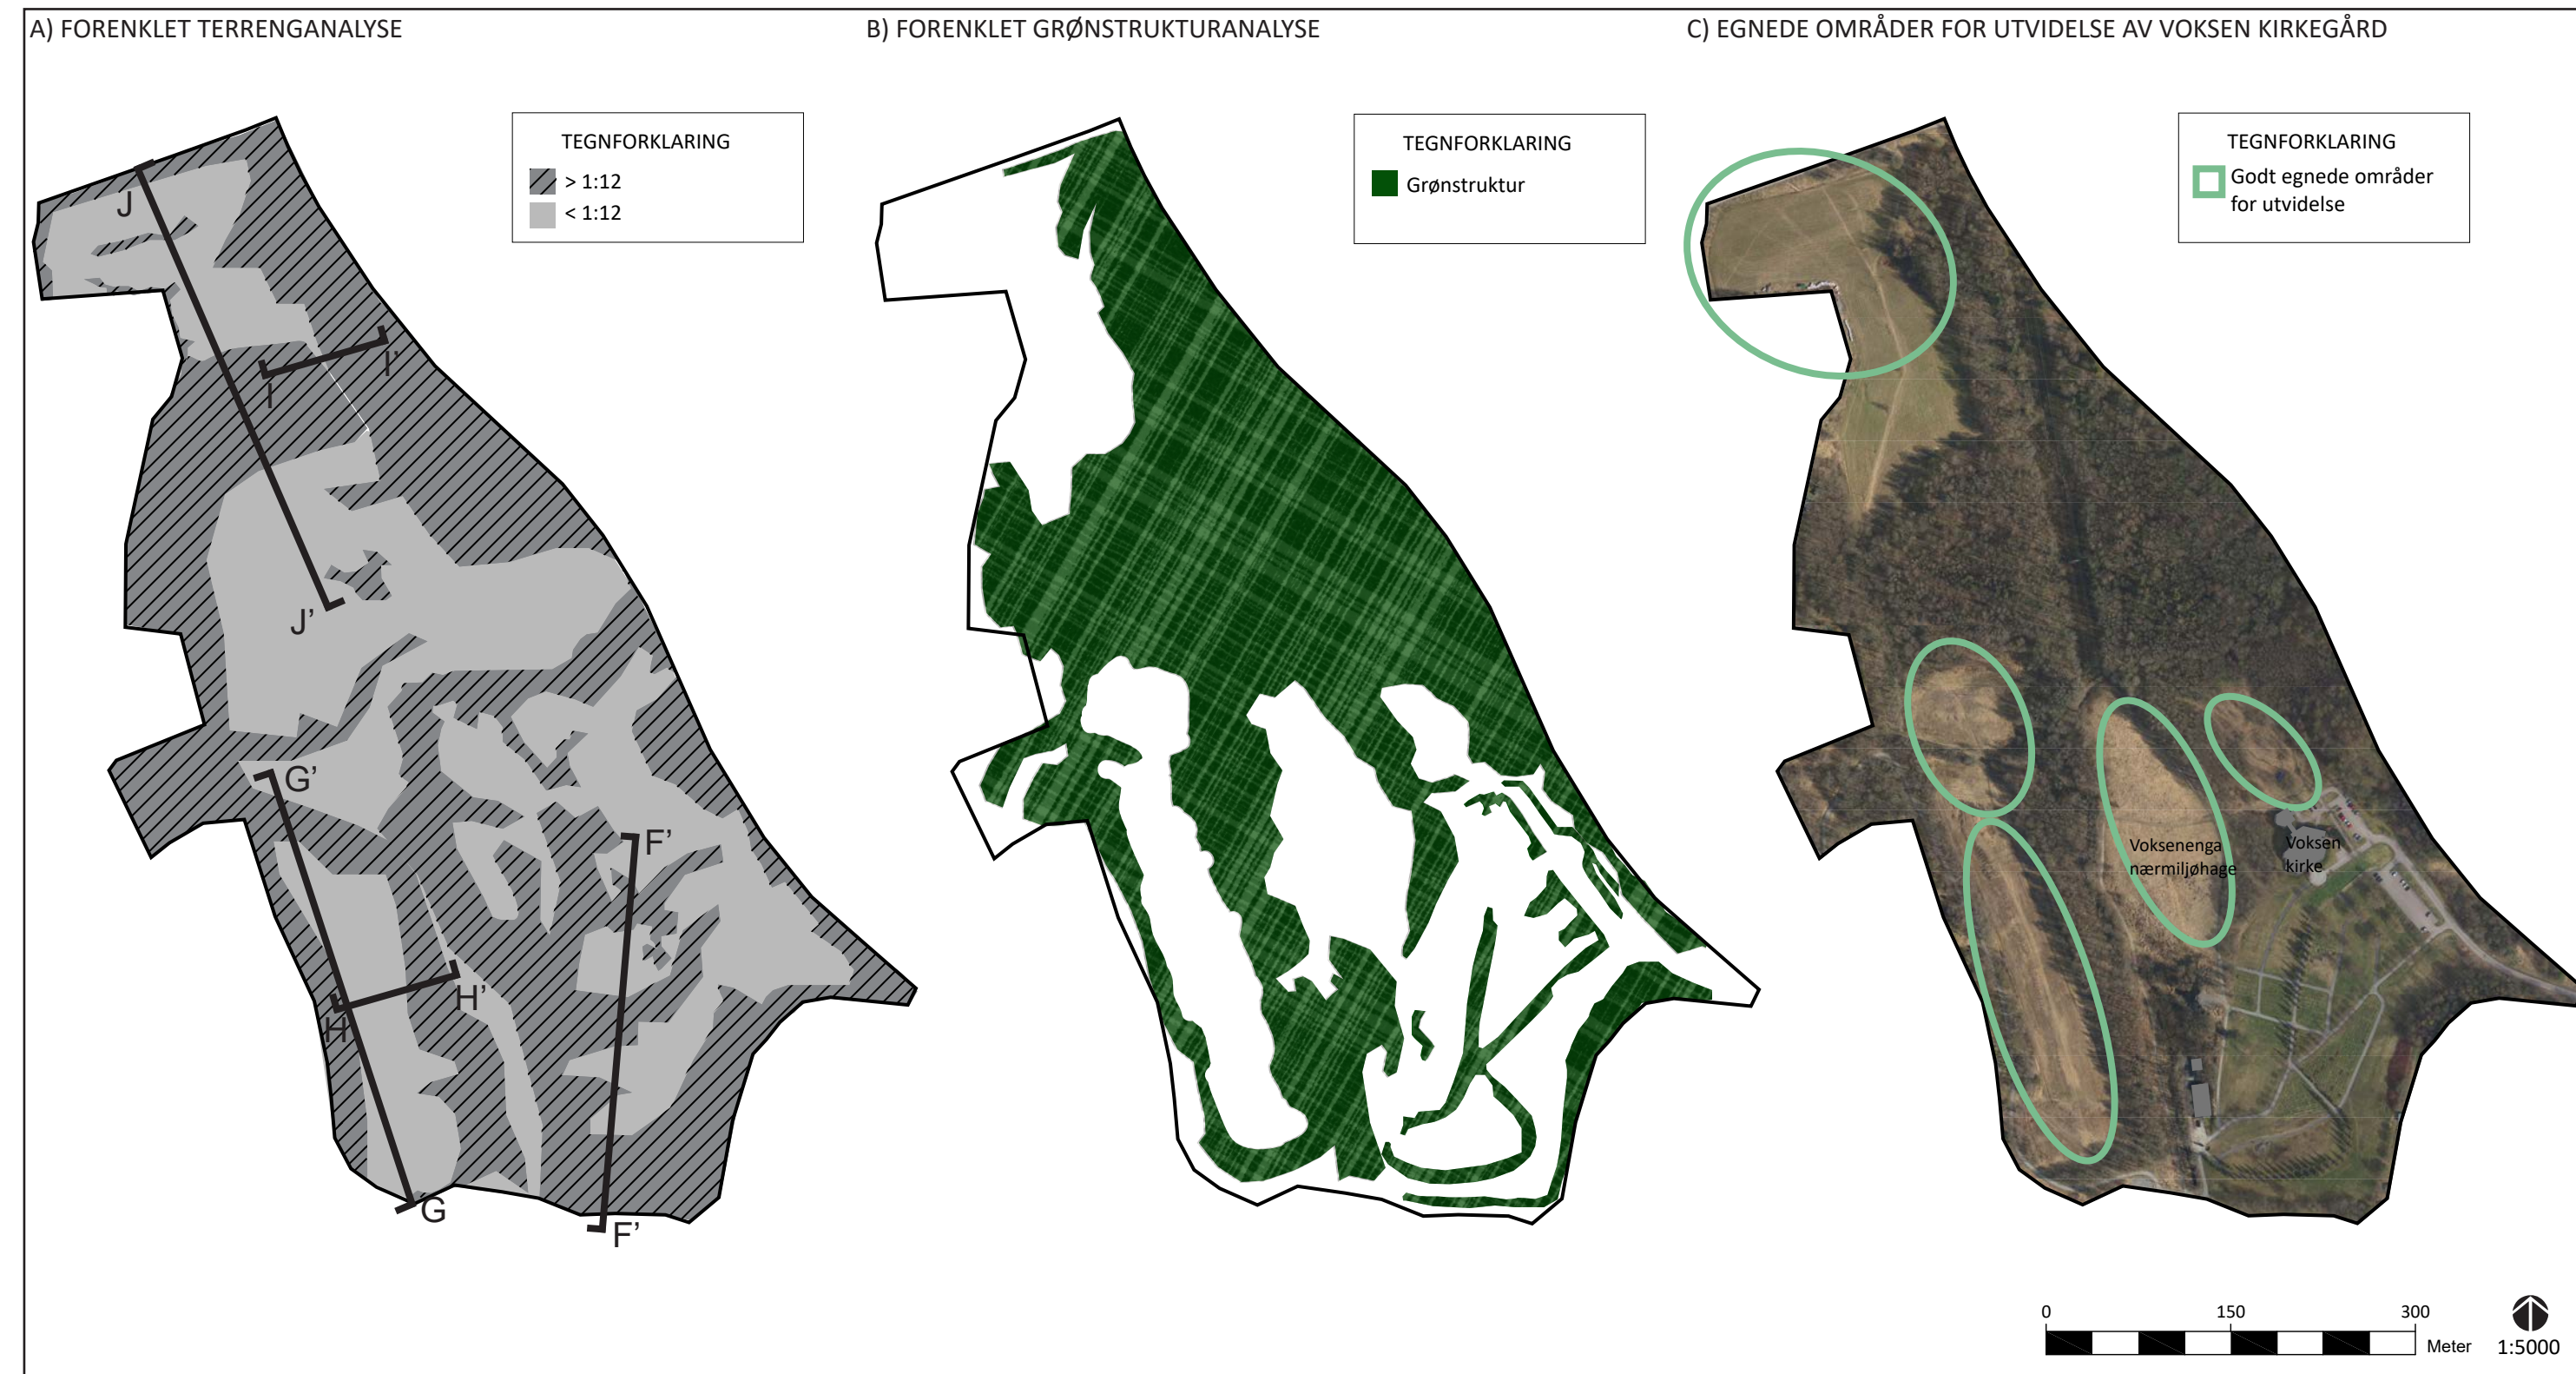 A) FORENKLET TERRENGANALYSE
TEGNFORKLARING
> 1:12
< 1:12
J
I'
I
J'
G'
F'
H'
H
G
F'
B) FORENKLET GRØNSTRUKTURANALYSE
TEGNFORKLARING
Grønstruktur
C) EGNEDE OMRÅDER FOR UTVIDELSE AV VOKSEN KIRKEGÅRD
TEGNFORKLARING
Godt egnede områder
for utvidelse
Voksenenga
nærmiljøhage
Voksen
kirke
0 150 300
Meter
1:5000